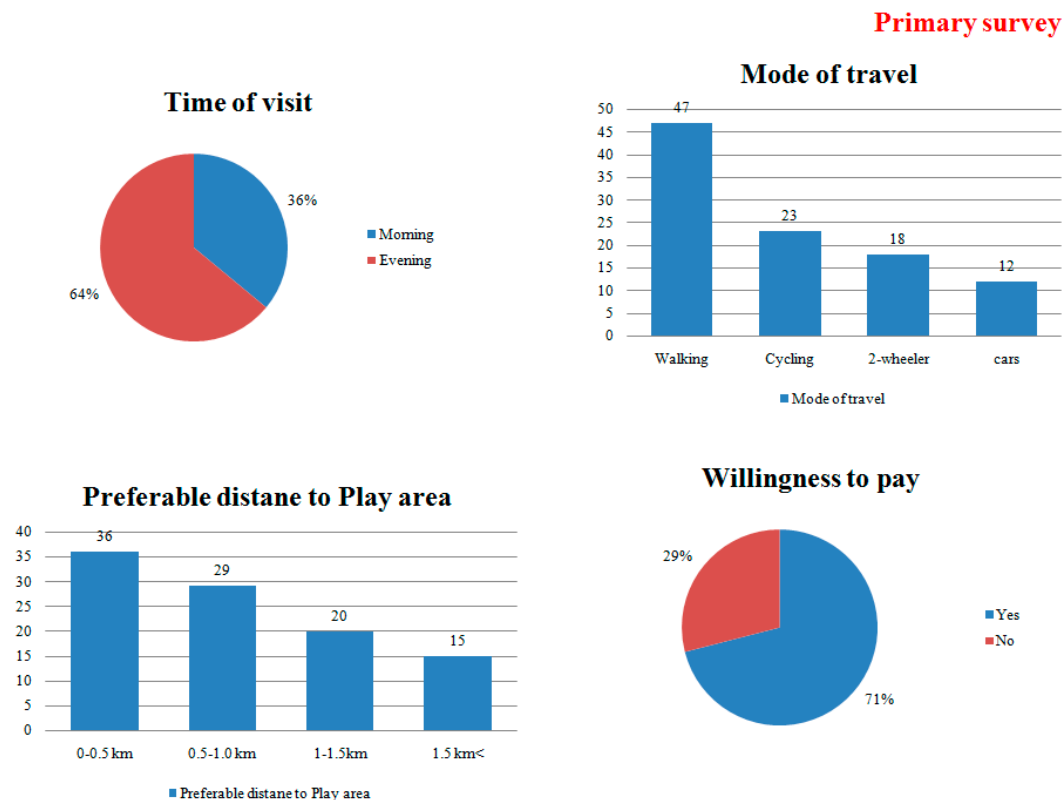 Primary survey
Time of visit
36%
64%
Morning
Evening
Mode of travel
50
45
40
35
30
25
20
15
10
5
0
47
23
18
12
Walking Cycling 2-wheeler cars
Mode of travel
Preferable distane to Play area
40
35
30
25
20
15
10
5
0
36
29
20
15
0-0.5 km 0.5-1.0 km 1-1.5km 1.5 km<
Preferable distane to Play area
Willingness to pay
29%
71%
Yes
No